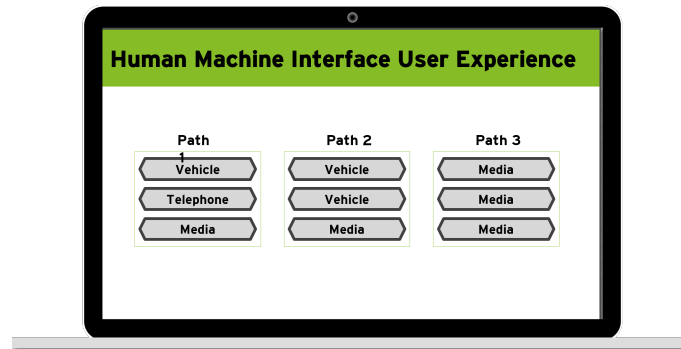 Human Machine Interface User Experience
Path
1
Vehicle
Telephone
Media
Path 2
Vehicle
Vehicle
Media
Path 3
Media
Media
Media